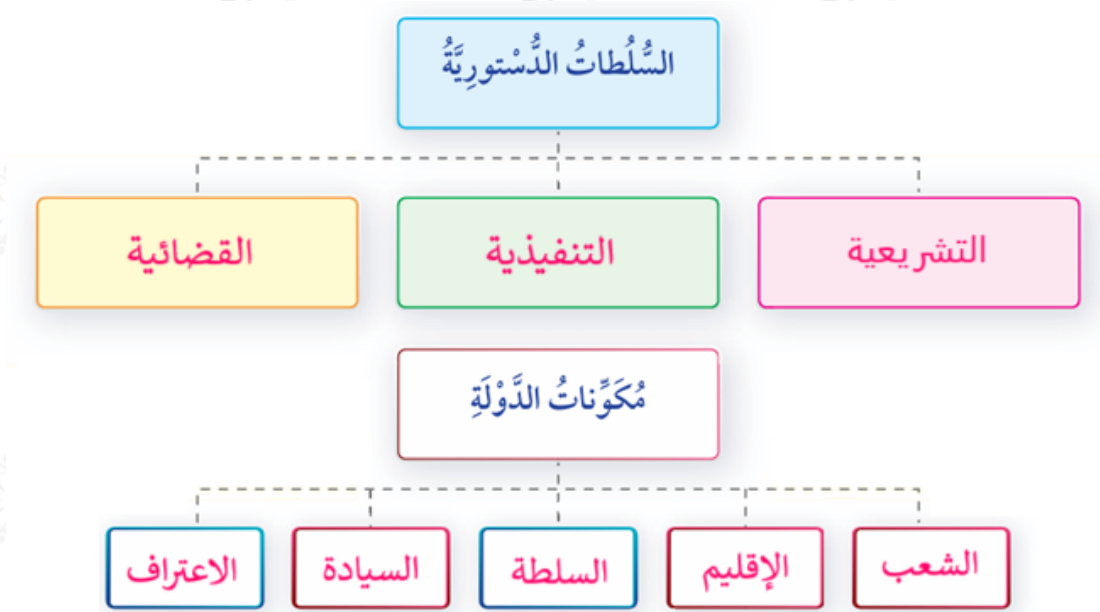 السُّلُطاتُ الدُّسْتورِيَّةُ
التشريعية
التنفيذية
القضائية
مُكَوِّناتُ الدَّوْلَةِ
الشعب
الإقليم
السلطة
السيادة
الاعتراف